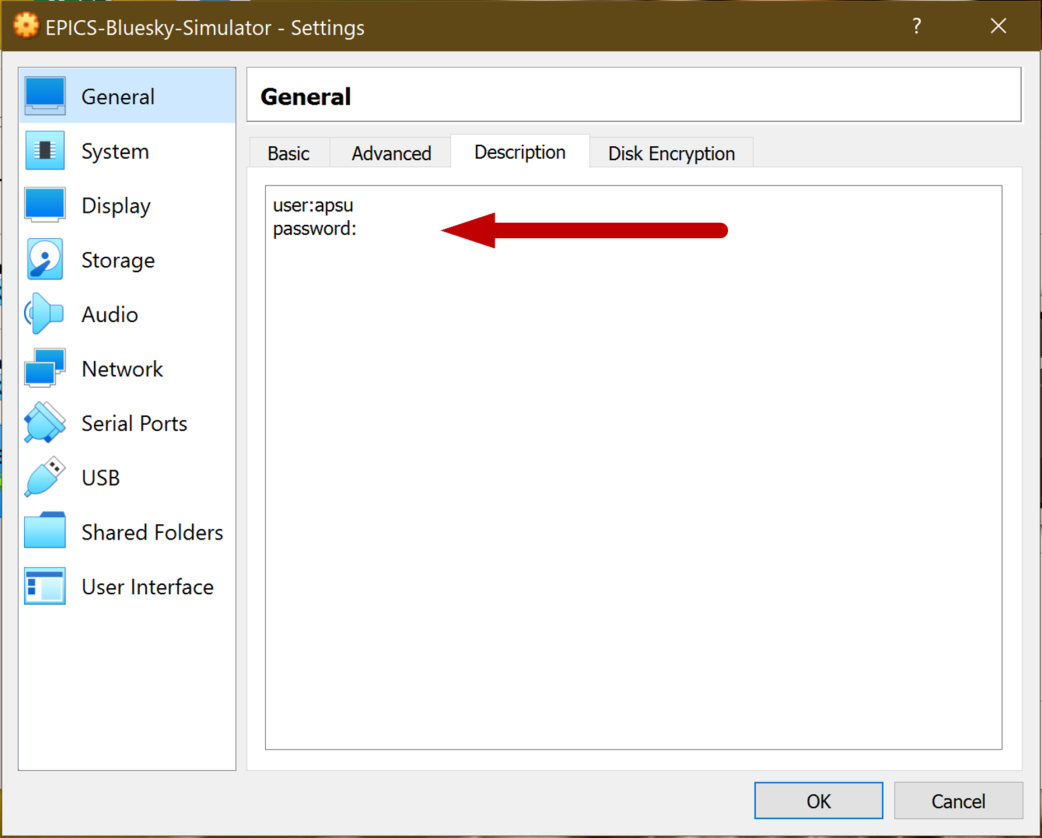 EPICS-Bluesky-Simulator - Settings
?
General
System
Display
Storage
Audio
Network
Serial Ports
USB
Shared Folders
User Interface
General
Basic Advanced Description Disk Encryption
user:apsu
password:
OK Cancel